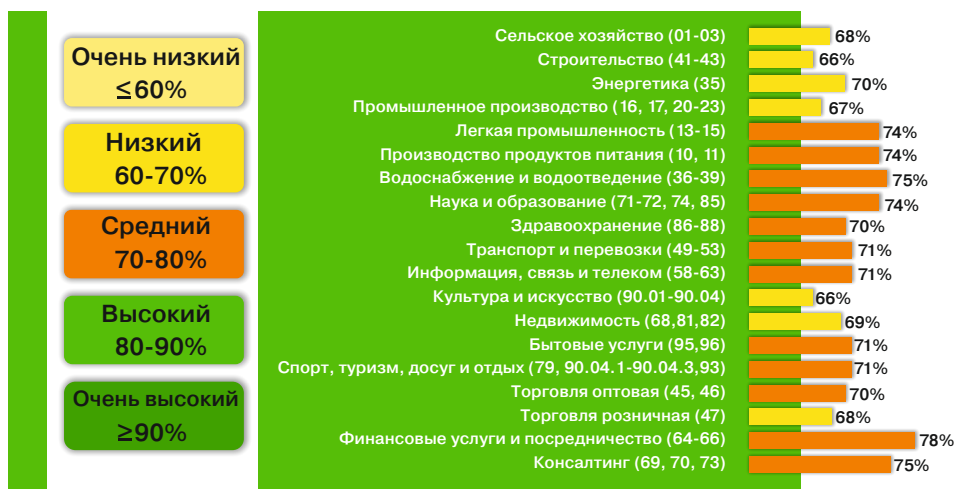 Очень низкий
≤60%
Низкий
60-70%
Средний
70-80%
Высокий
80-90%
Очень высокий
≥90%
Сельское хозяйство (01-03) 68%
Строительство (41-43) 66%
Энергетика (35) 70%
Промышленное производство (16, 17, 20-23) 67%
Легкая промышленность (13-15) 74%
Производство продуктов питания (10, 11) 74%
Водоснабжение и водоотведение (36-39) 75%
Наука и образование (71-72, 74, 85) 74%
Здравоохранение (86-88) 70%
Транспорт и перевозки (49-53) 71%
Информация, связь и телеком (58-63) 71%
Культура и искусство (90.01-90.04) 66%
Недвижимость (68,81,82) 69%
Бытовые услуги (95,96) 71%
Спорт, туризм, досуг и отдых (79, 90.04.1-90.04.3,93) 71%
Торговля оптовая (45, 46) 70%
Торговля розничная (47) 68%
Финансовые услуги и посредничество (64-66) 78%
Консалтинг (69, 70, 73) 75%